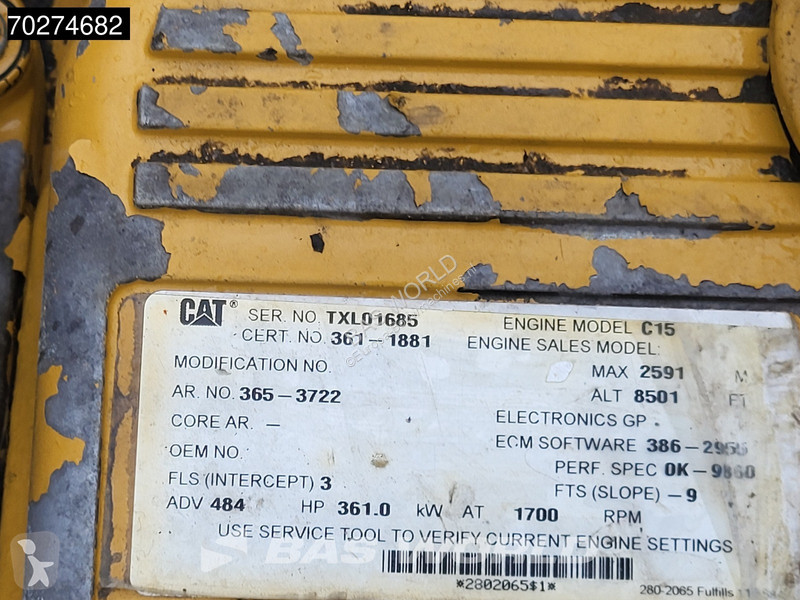 70274682
CAT® SER. NO. TXL01685 ENGINE MODEL C15
CERT. NO. 361-1881 ENGINE SALES MODEL:
MODIFICATION NO. MAX 2591 M
AR. NO. 365-3722 ALT 8501 FT
CORE AR. — ELECTRONICS GP
OEM NO. ECM SOFTWARE 386-2955
PERF. SPEC 0K-9860
FLS (INTERCEPT) 3 FTS (SLOPE) -9
ADV 484 HP 361.0 kW AT 1700 RPM
USE SERVICE TOOL TO VERIFY CURRENT ENGINE SETTINGS
*2802065$1*
280-2065 Fulfills